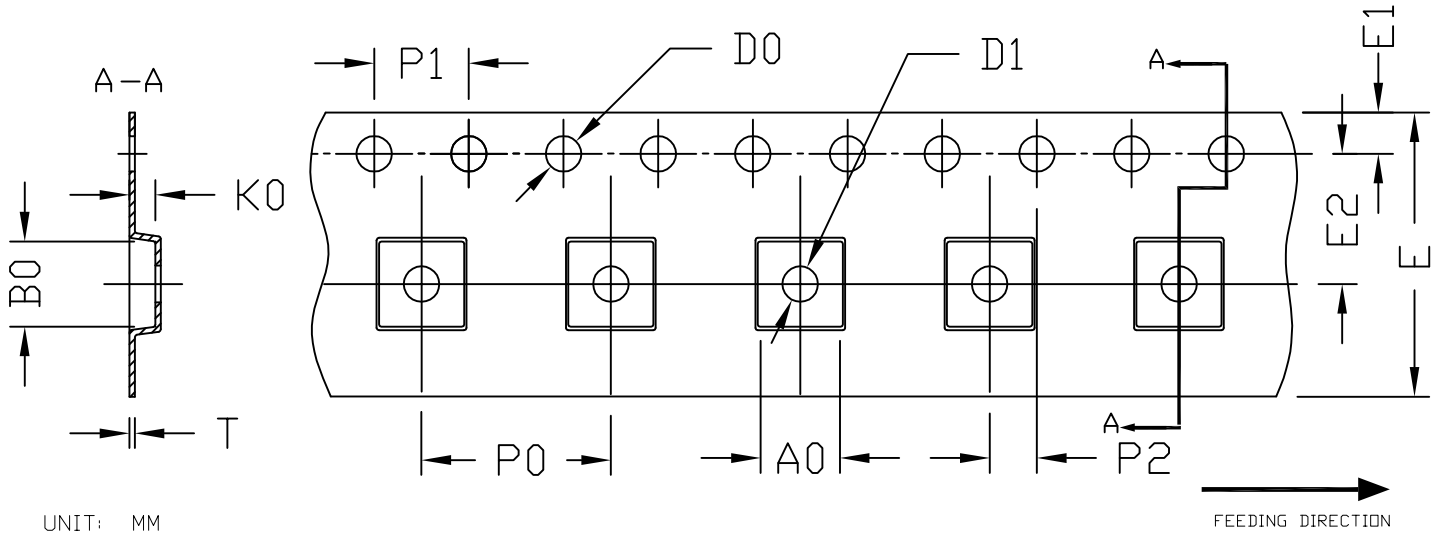 A-A
P1
D0
D1
A
E1
K0
B0
E2
E
T
P0
A0
A
P2
UNIT: MM
FEEDING DIRECTION